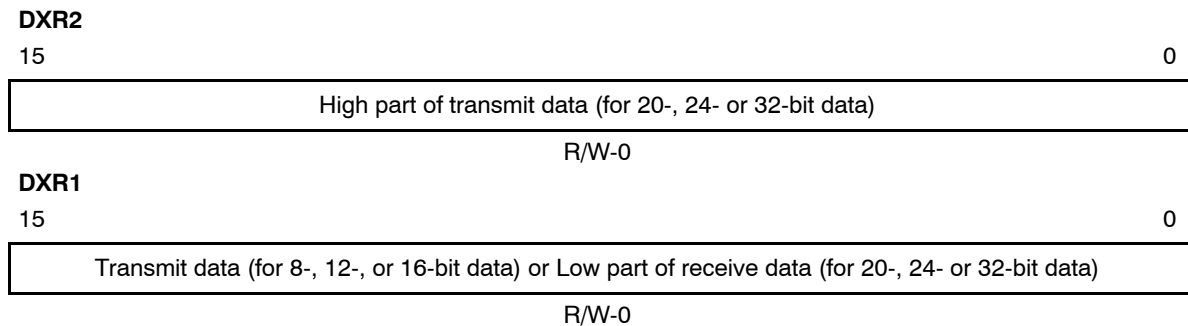 DXR2
15 0
High part of transmit data (for 20-, 24- or 32-bit data)
R/W-0
DXR1
15 0
Transmit data (for 8-, 12-, or 16-bit data) or Low part of receive data (for 20-, 24- or 32-bit data)
R/W-0